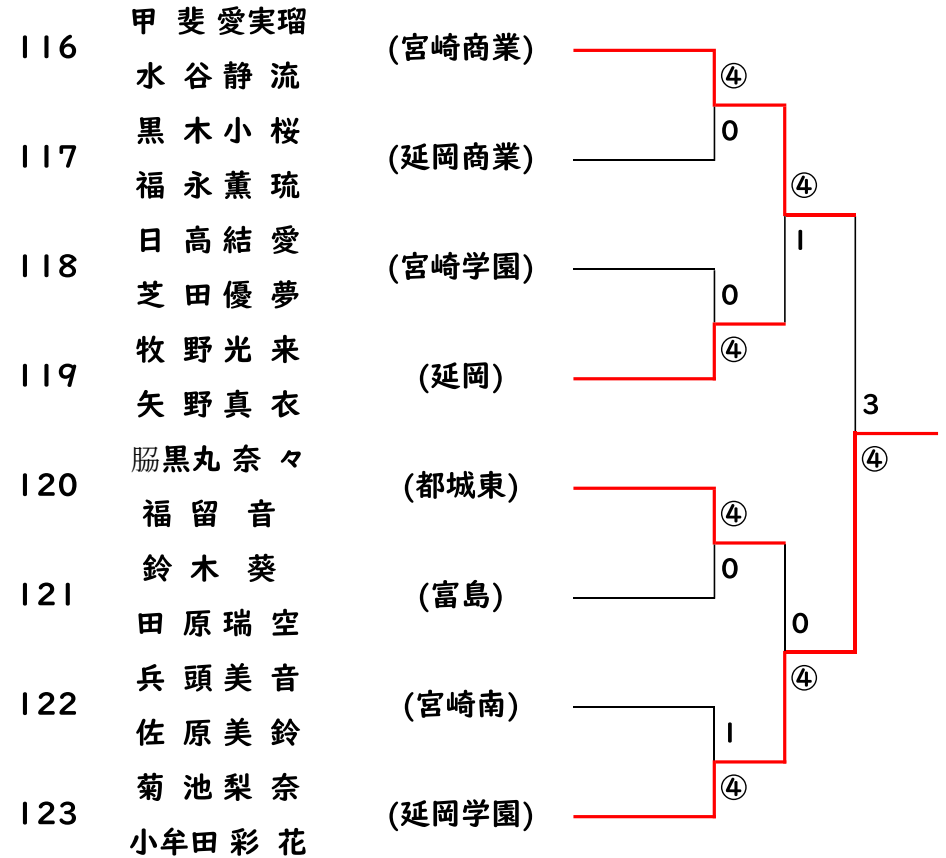 甲 斐 愛実瑠
116 (宮崎商業)
水 谷 静 流
④
黒 木 小 桜
0
117 (延岡商業)
福 永 薫 琉
④
日 高 結 愛
1
118 (宮崎学園)
芝 田 優 夢
0
牧 野 光 来
④
119 (延岡)
矢 野 真 衣
3
脇黒丸 奈 々
④
120 (都城東)
福 留 音
④
鈴 木 葵
0
121 (富島)
田 原 瑞 空
0
兵 頭 美 音
④
122 (宮崎南)
佐 原 美 鈴
1
菊 池 梨 奈
④
123 (延岡学園)
小牟田 彩 花